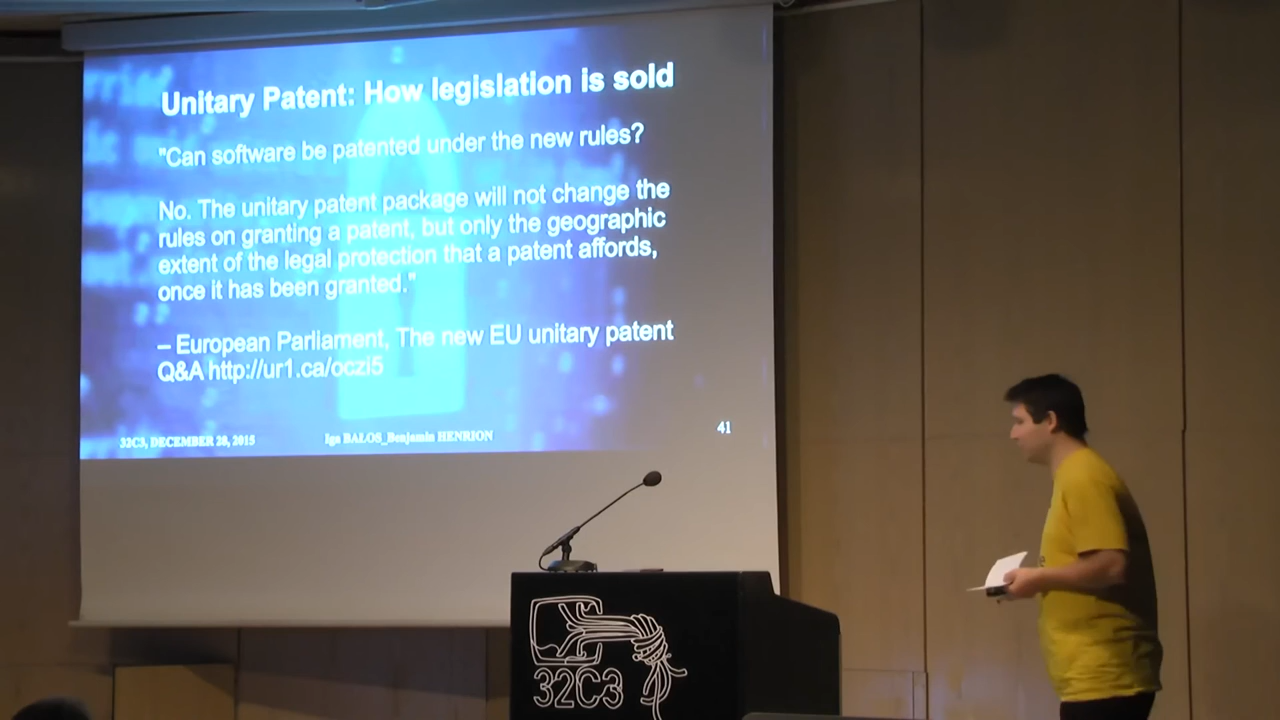 Unitary Patent: How legislation is sold
"Can software be patented under the new rules?
No. The unitary patent package will not change the
rules on granting a patent, but only the geographic
extent of the legal protection that a patent affords,
once it has been granted."
– European Parliament, The new EU unitary patent
Q&A http://ur1.ca/oczi5
32C3, DECEMBER 28, 2015
Iga BAŁOS_Benjamin HENRION
41
32C3